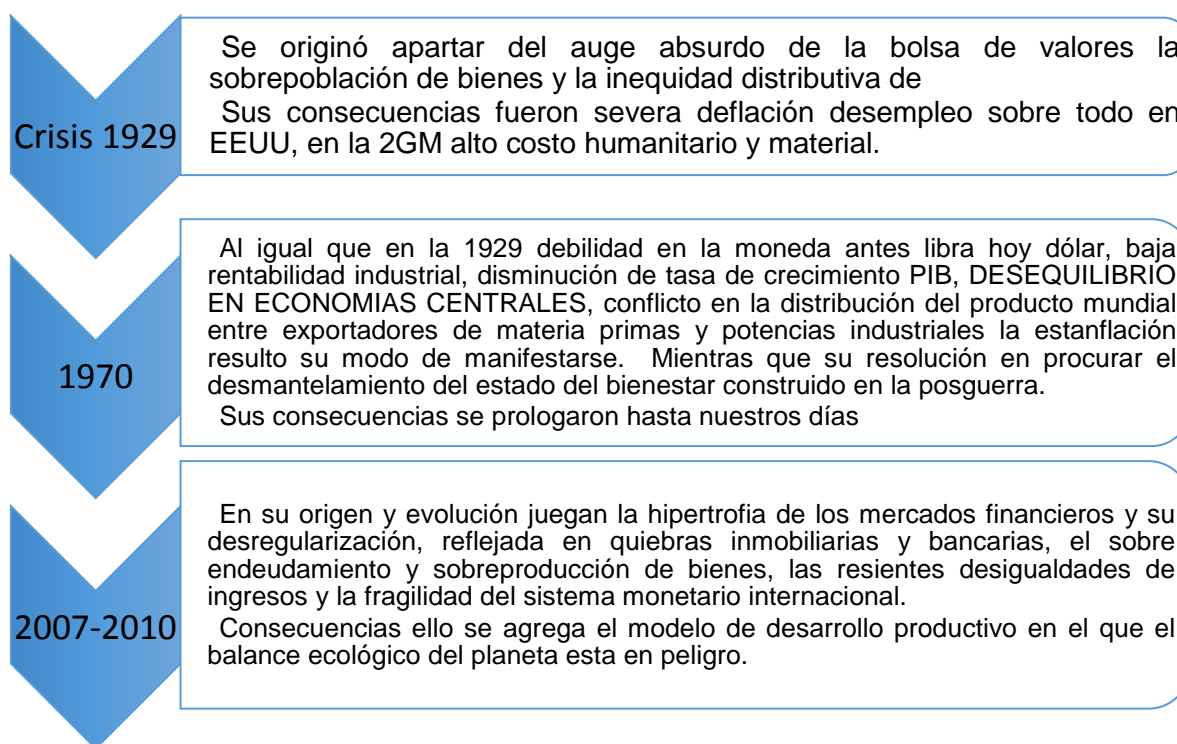 Crisis 1929
Se originó apartar del auge absurdo de la bolsa de valores la
sobrepoblación de bienes y la inequidad distributiva de
Sus consecuencias fueron severa deflación desempleo sobre todo en
EEUU, en la 2GM alto costo humanitario y material.
1970
Al igual que en la 1929 debilidad en la moneda antes libra hoy dólar, baja
rentabilidad industrial, disminución de tasa de crecimiento PIB, DESEQUILIBRIO
EN ECONOMIAS CENTRALES, conflicto en la distribución del producto mundial
entre exportadores de materia primas y potencias industriales la estanflación
resulto su modo de manifestarse. Mientras que su resolución en procurar el
desmantelamiento del estado del bienestar construido en la posguerra.
Sus consecuencias se prologaron hasta nuestros días
2007-2010
En su origen y evolución juegan la hipertrofia de los mercados financieros y su
desregularización, reflejada en quiebras inmobiliarias y bancarias, el sobre
endeudamiento y sobreproducción de bienes, las resientes desigualdades de
ingresos y la fragilidad del sistema monetario internacional.
Consecuencias ello se agrega el modelo de desarrollo productivo en el que el
balance ecológico del planeta esta en peligro.